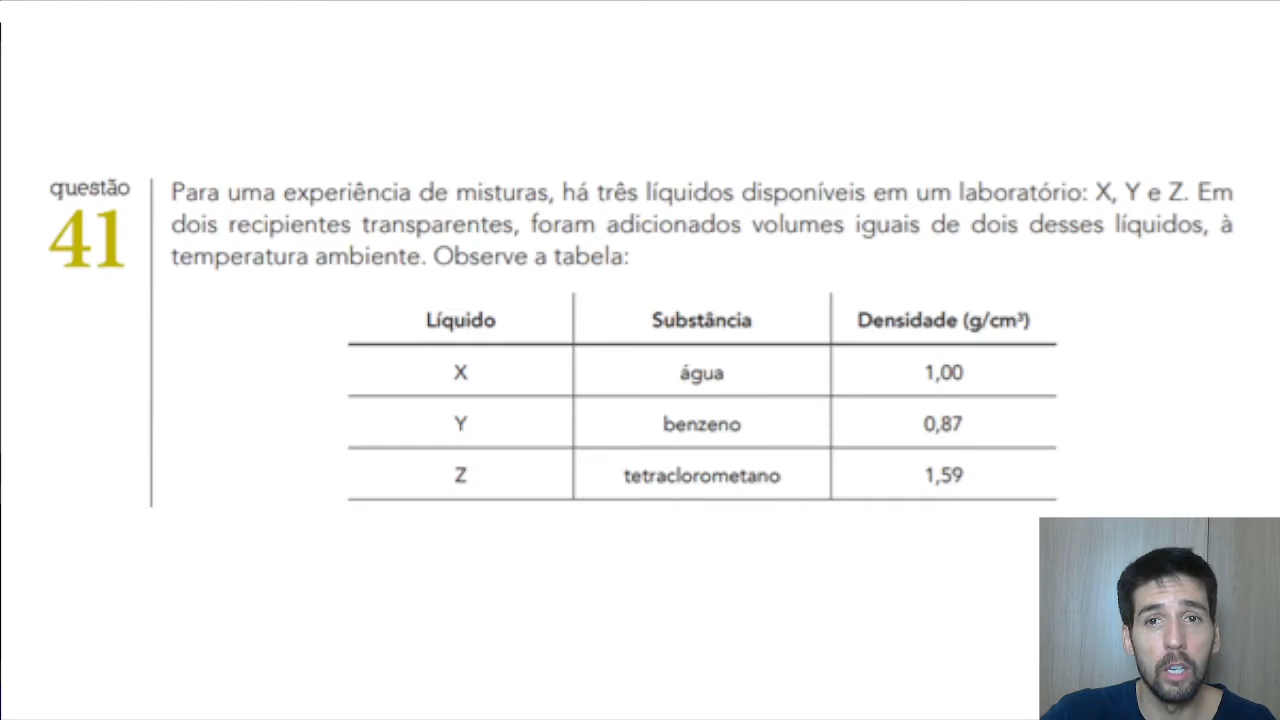 questão
41
Para uma experiência de misturas, há três líquidos disponíveis em um laboratório: X, Y e Z. Em
dois recipientes transparentes, foram adicionados volumes iguais de dois desses líquidos, à
temperatura ambiente. Observe a tabela:
Líquido Substância Densidade (g/cm³)
X água 1,00
Y benzeno 0,87
Z tetraclorometano 1,59